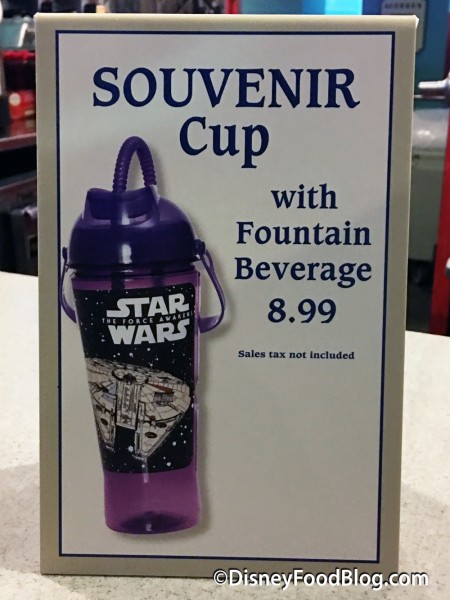 SOUVENIR
Cup
with
Fountain
Beverage
8.99
Sales tax not included
STAR
THE FORCE AWAKENS
WARS
©DisneyFoodBlog.com